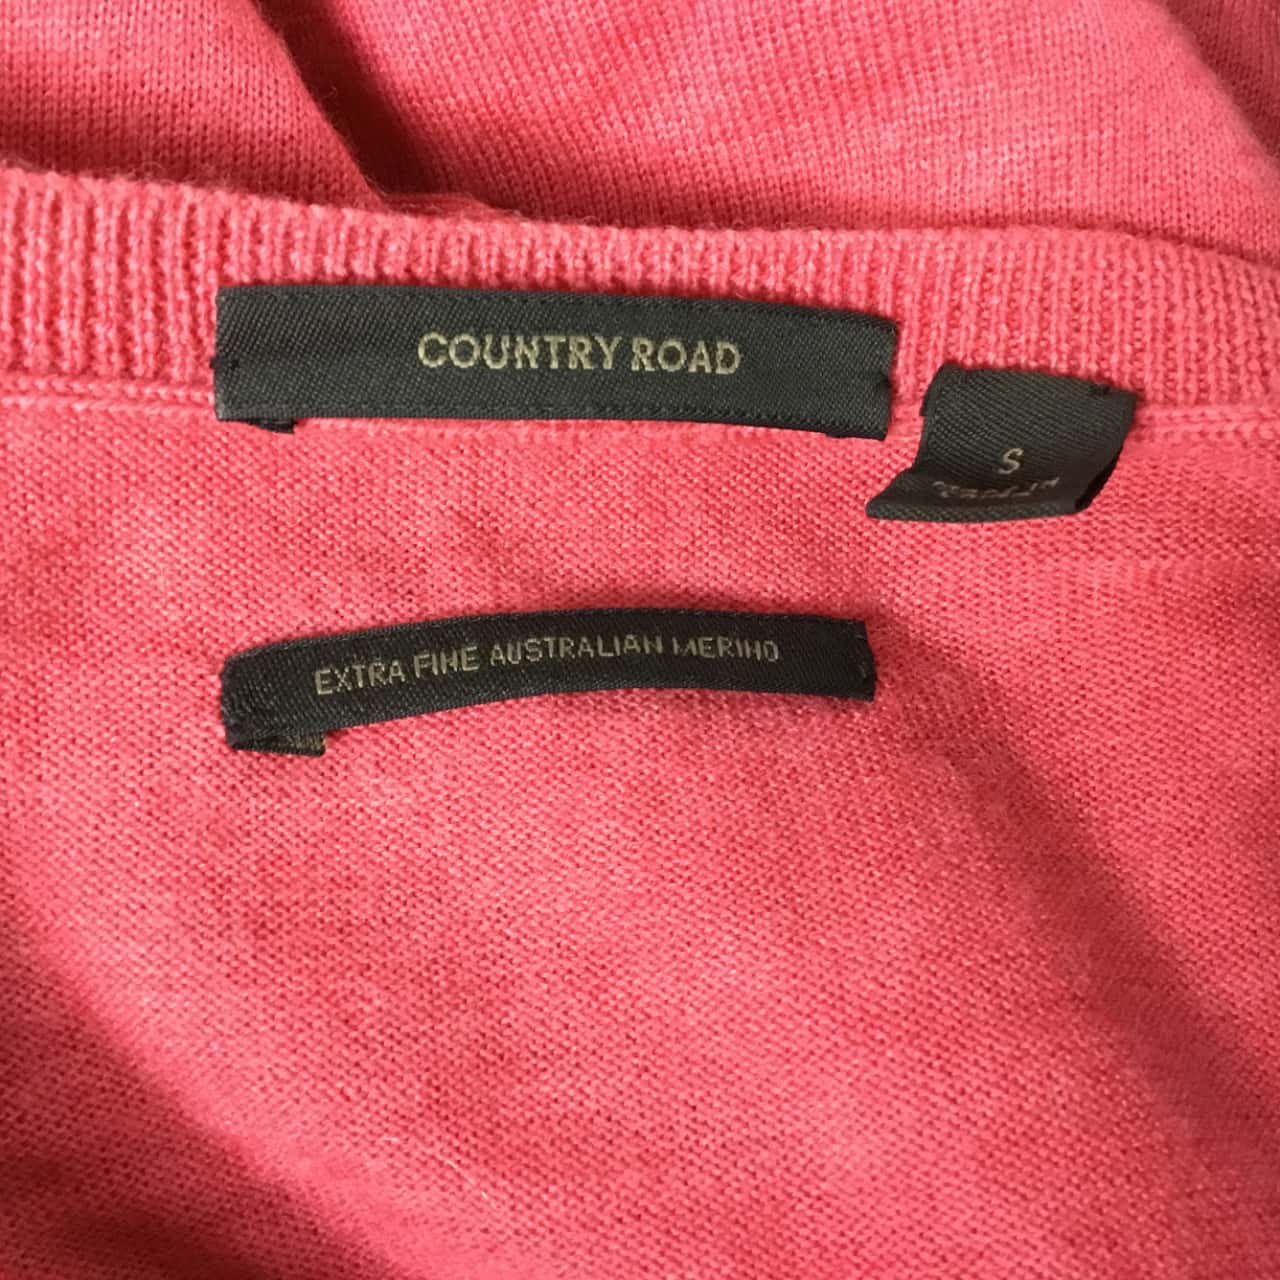 COUNTRY ROAD
S
EXTRA FINE AUSTRALIAN MERINO